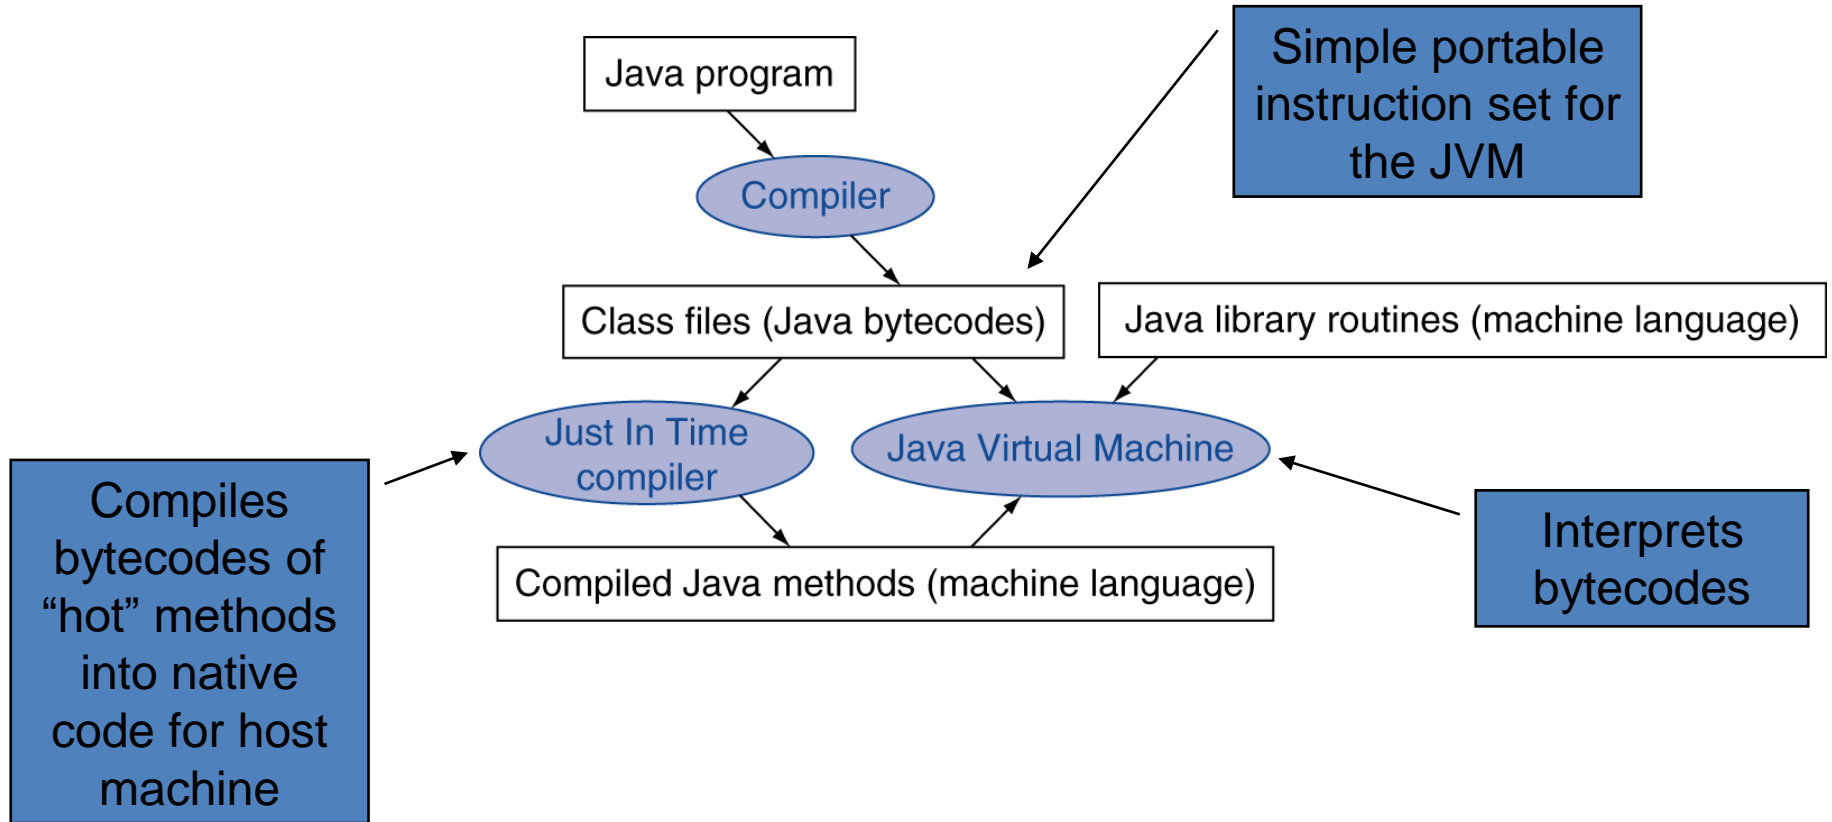 Java program
Simple portable
instruction set for
the JVM
Compiler
Class files (Java bytecodes)
Java library routines (machine language)
Just In Time
compiler
Java Virtual Machine
Compiles
bytecodes of
“hot” methods
into native
code for host
machine
Interprets
bytecodes
Compiled Java methods (machine language)